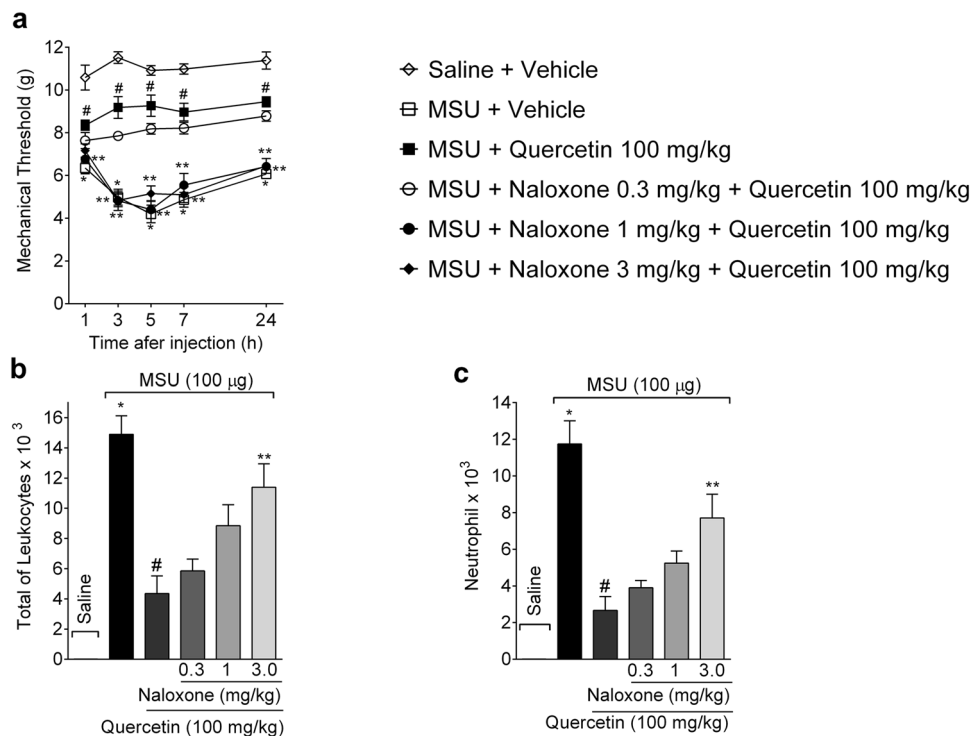 a
Mechanical Threshold (g)
12
10
8
6
4
2
0
# # # # #
** * ** ** **
* ** ** ** **
** * * *
1 3 5 7 24
Time afer injection (h)
Saline + Vehicle
MSU + Vehicle
MSU + Quercetin 100 mg/kg
MSU + Naloxone 0.3 mg/kg + Quercetin 100 mg/kg
MSU + Naloxone 1 mg/kg + Quercetin 100 mg/kg
MSU + Naloxone 3 mg/kg + Quercetin 100 mg/kg
b
MSU (100 μg)
Total of Leukocytes x 10 3
16
14
12
10
8
6
4
2
0
Saline
*
#
**
0.3 1 3.0
Naloxone (mg/kg)
Quercetin (100 mg/kg)
c
MSU (100 μg)
Neutrophil x 10³
14
12
10
8
6
4
2
0
Saline
*
#
**
0.3 1 3.0
Naloxone (mg/kg)
Quercetin (100 mg/kg)